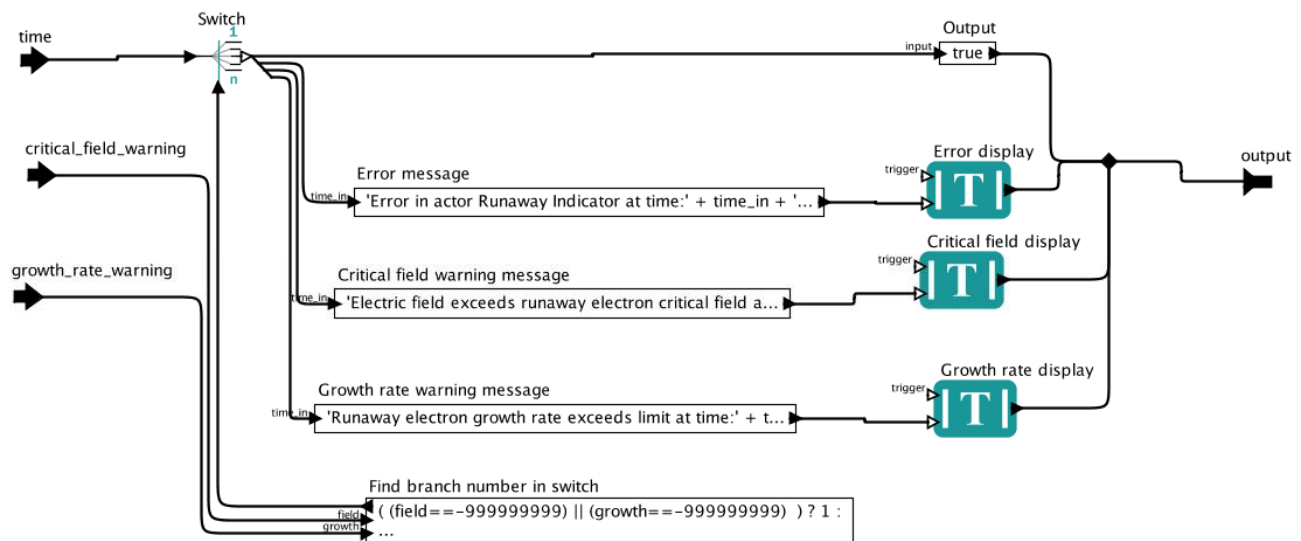 Switch
Output
time
1
input
true
n
critical_field_warning
Error display
output
trigger
T
Error message
time_in
'Error in actor Runaway Indicator at time:' + time_in + '...
Critical field display
growth_rate_warning
trigger
T
Critical field warning message
time_in
'Electric field exceeds runaway electron critical field a...
Growth rate display
Growth rate warning message
trigger
T
time_in
'Runaway electron growth rate exceeds limit at time:' + t...
Find branch number in switch
field
( (field==-999999999) || (growth==-999999999)  ) ? 1 :
growth
...